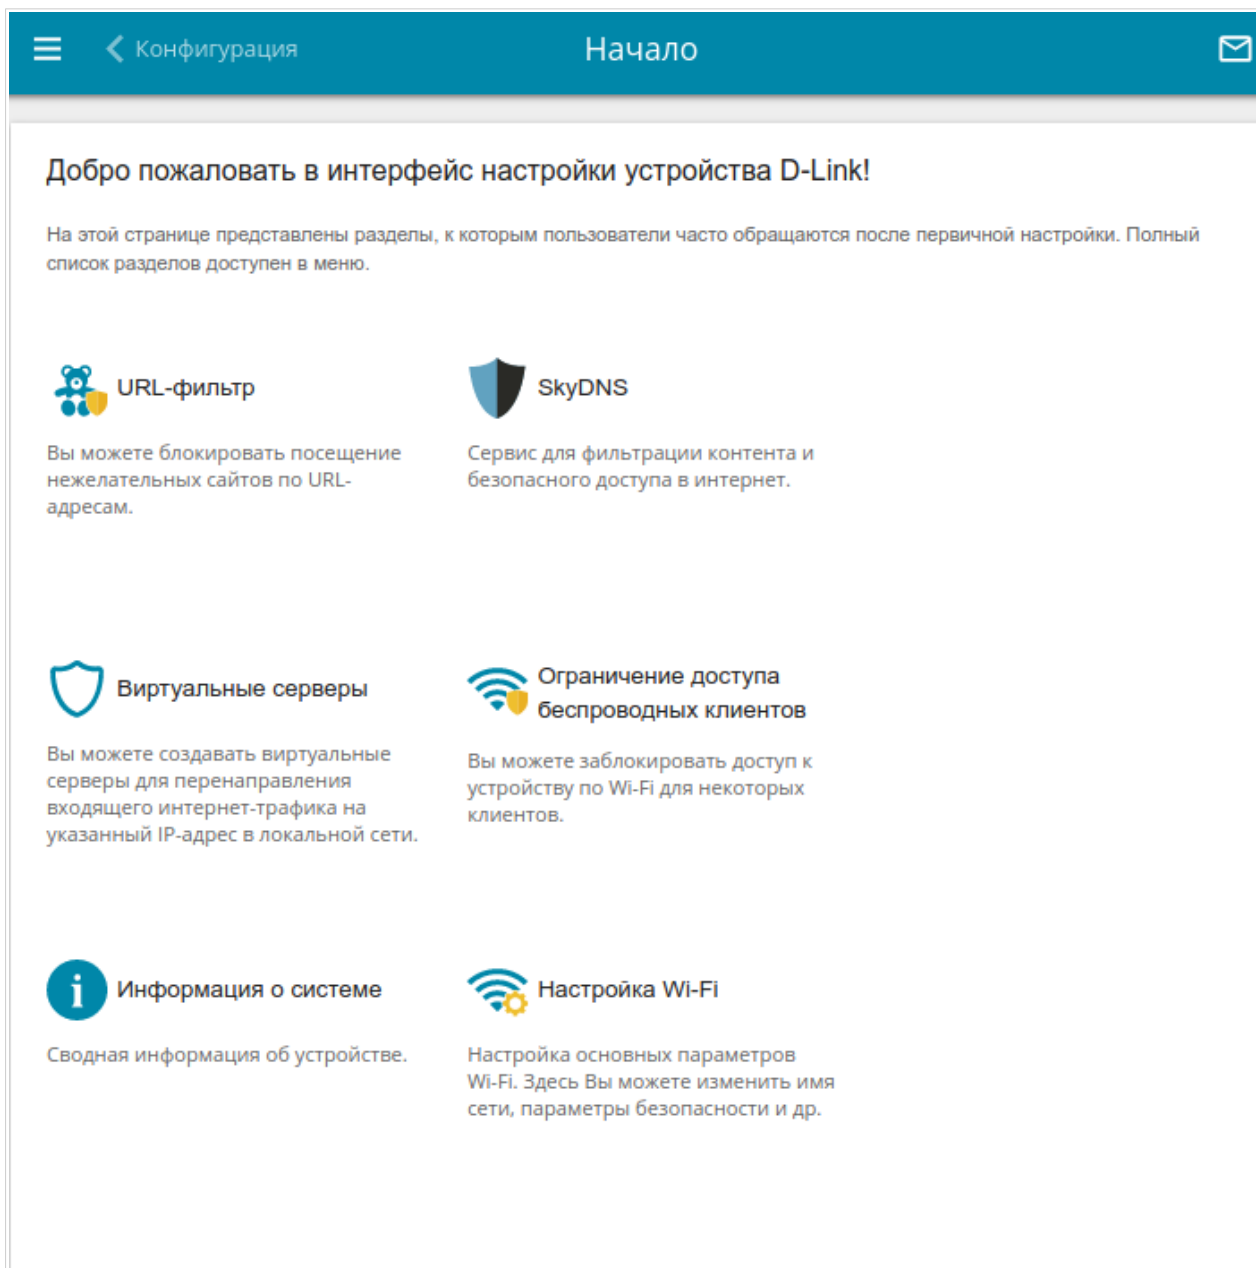 Конфигурация
Начало
Добро пожаловать в интерфейс настройки устройства D-Link!
На этой странице представлены разделы, к которым пользователи часто обращаются после первичной настройки. Полный
список разделов доступен в меню.
URL-фильтр
Вы можете блокировать посещение
нежелательных сайтов по URL-
адресам.
SkyDNS
Сервис для фильтрации контента и
безопасного доступа в интернет.
Виртуальные серверы
Вы можете создавать виртуальные
серверы для перенаправления
входящего интернет-трафика на
указанный IP-адрес в локальной сети.
Ограничение доступа
беспроводных клиентов
Вы можете заблокировать доступ к
устройству по Wi-Fi для некоторых
клиентов.
Информация о системе
Сводная информация об устройстве.
Настройка Wi-Fi
Настройка основных параметров
Wi-Fi. Здесь Вы можете изменить имя
сети, параметры безопасности и др.